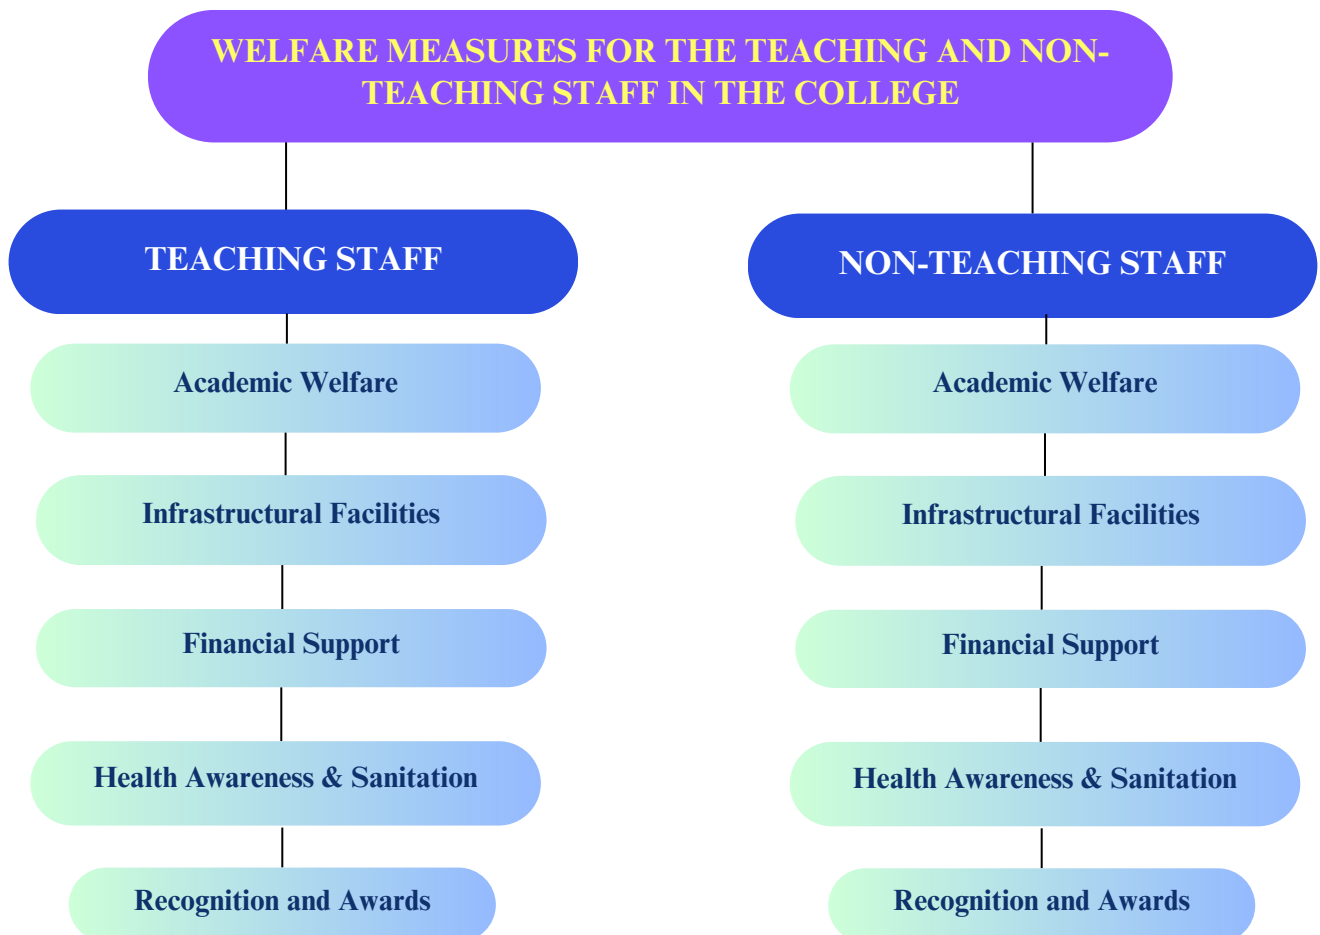 WELFARE MEASURES FOR THE TEACHING AND NON-
TEACHING STAFF IN THE COLLEGE
TEACHING STAFF
Academic Welfare
Infrastructural Facilities
Financial Support
Health Awareness & Sanitation
Recognition and Awards
NON-TEACHING STAFF
Academic Welfare
Infrastructural Facilities
Financial Support
Health Awareness & Sanitation
Recognition and Awards